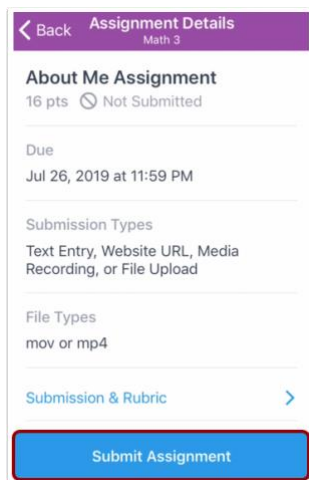 Back
Assignment Details
Math 3
About Me Assignment
16 pts Not Submitted
Due
Jul 26, 2019 at 11:59 PM
Submission Types
Text Entry, Website URL, Media
Recording, or File Upload
File Types
mov or mp4
Submission & Rubric
Submit Assignment